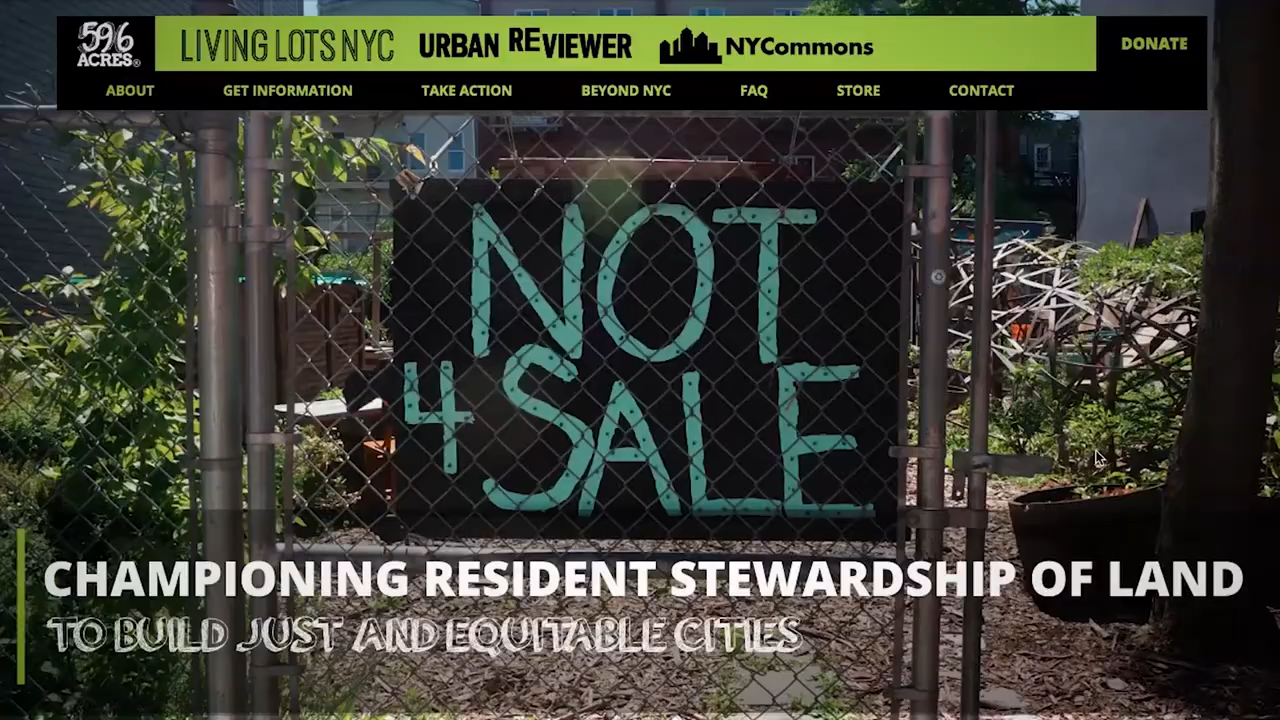 596 ACRES®
LIVING LOTS NYC URBAN REVIEWER NYCommons DONATE
ABOUT GET INFORMATION TAKE ACTION BEYOND NYC FAQ STORE CONTACT
NOT
4 SALE
CHAMPIONING RESIDENT STEWARDSHIP OF LAND
TO BUILD JUST AND EQUITABLE CITIES